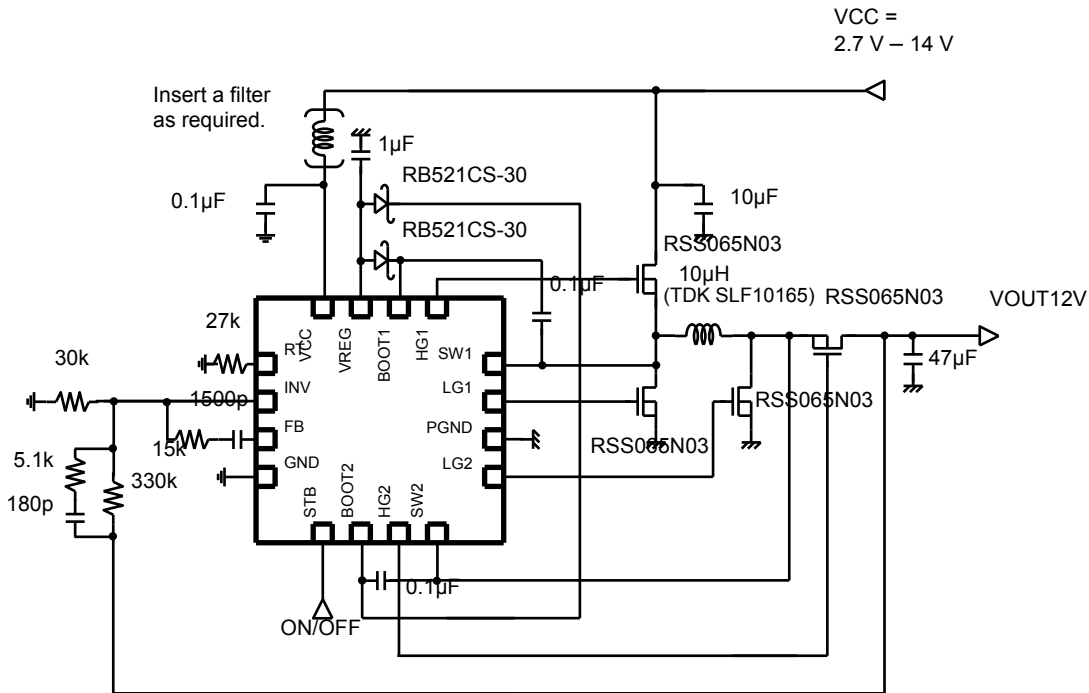 VCC =
2.7 V – 14 V
Insert a filter
as required.
1µF
RB521CS-30
0.1µF
10µF
RB521CS-30
RSS065N03
0.1µF
10µH
(TDK SLF10165)
RSS065N03
VOUT12V
27k
VCC
VREG
BOOT1
HG1
RT
SW1
47µF
30k
INV
1500p
LG1
RSS065N03
FB
15k
PGND
RSS065N03
5.1k
330k
GND
LG2
180p
STB
BOOT2
HG2
SW2
0.1µF
ON/OFF